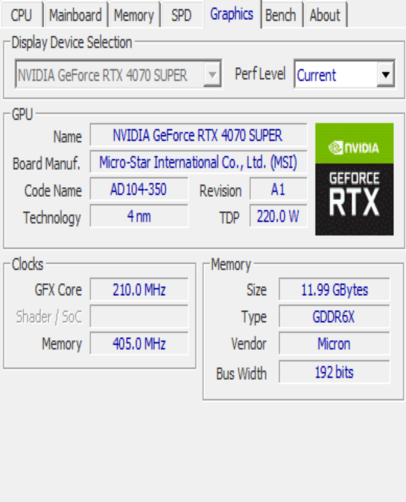 CPU Mainboard Memory SPD Graphics Bench About
Display Device Selection
NVIDIA GeForce RTX 4070 SUPER Perf Level Current
GPU
Name NVIDIA GeForce RTX 4070 SUPER
Board Manuf. Micro-Star International Co., Ltd. (MSI)
Code Name AD104-350 Revision A1
Technology 4 nm TDP 220.0 W
NVIDIA
GEFORCE
RTX
Clocks
GFX Core 210.0 MHz
Shader / SoC
Memory 405.0 MHz
Memory
Size 11.99 GBytes
Type GDDR6X
Vendor Micron
Bus Width 192 bits